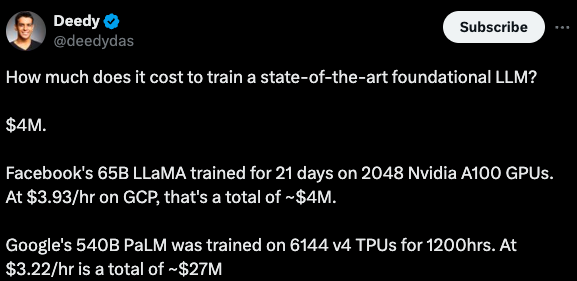 Deedy
@deedydas
Subscribe
How much does it cost to train a state-of-the-art foundational LLM?
$4M.
Facebook's 65B LLaMA trained for 21 days on 2048 Nvidia A100 GPUs.
At $3.93/hr on GCP, that's a total of ~$4M.
Google's 540B PaLM was trained on 6144 v4 TPUs for 1200hrs. At
$3.22/hr is a total of ~$27M